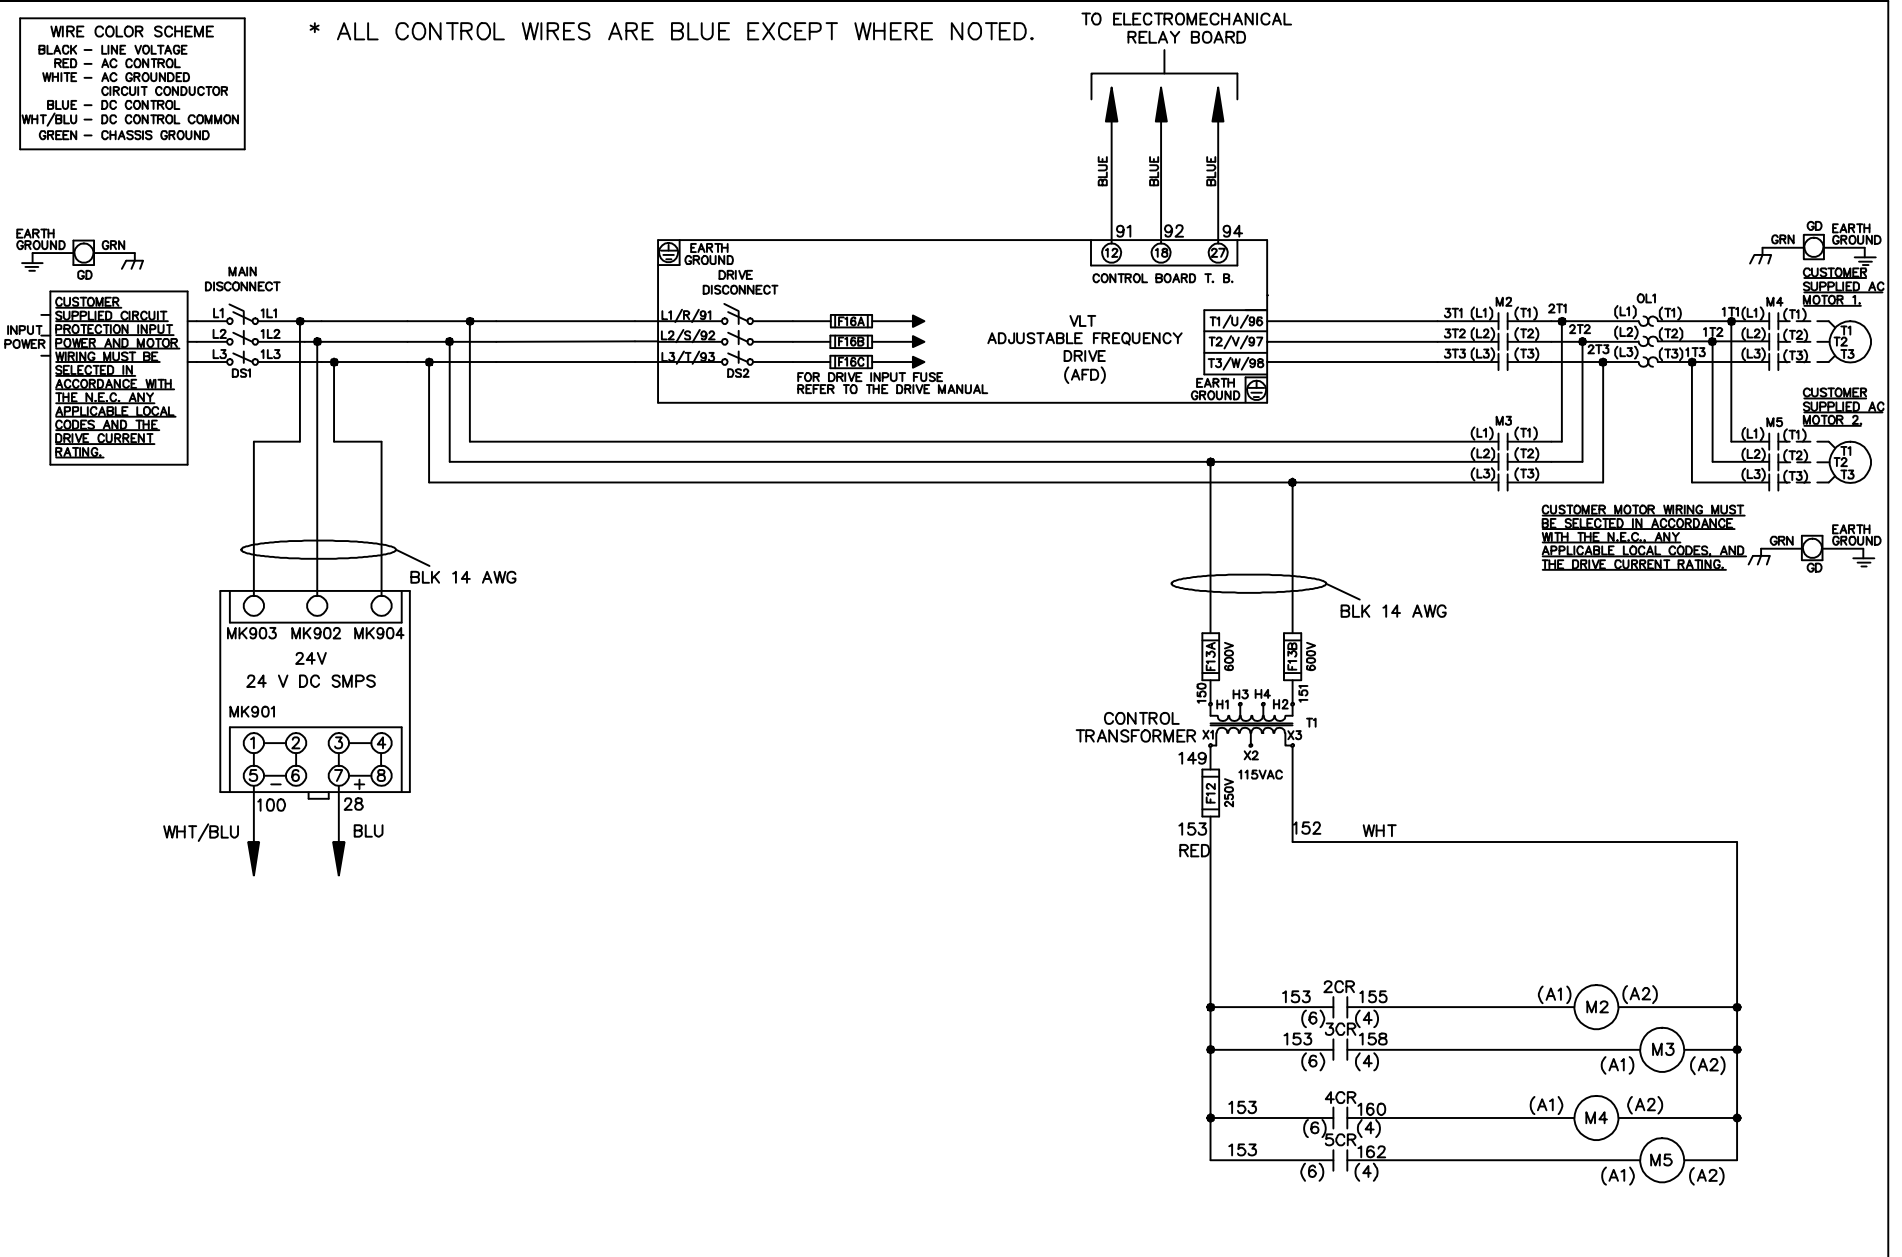 WIRE COLOR SCHEME
BLACK – LINE VOLTAGE
RED – AC CONTROL
WHITE – AC GROUNDED
CIRCUIT CONDUCTOR
BLUE – DC CONTROL
WHT/BLU – DC CONTROL COMMON
GREEN – CHASSIS GROUND
* ALL CONTROL WIRES ARE BLUE EXCEPT WHERE NOTED.
TO ELECTROMECHANICAL
RELAY BOARD
BLUE
BLUE
BLUE
91 92 94
12 18 27
CONTROL BOARD T. B.
EARTH
GROUND
GRN
GD
INPUT
POWER
CUSTOMER
SUPPLIED CIRCUIT
PROTECTION INPUT
POWER AND MOTOR
WIRING MUST BE
SELECTED IN
ACCORDANCE WITH
THE N.E.C. ANY
APPLICABLE LOCAL
CODES AND THE
DRIVE CURRENT
RATING.
MAIN
DISCONNECT
L1 1L1
L2 1L2
L3 1L3
DS1
EARTH
GROUND
DRIVE
DISCONNECT
L1/R/91
L2/S/92
L3/T/93
DS2
F16A
F16B
F16C
FOR DRIVE INPUT FUSE
REFER TO THE DRIVE MANUAL
VLT
ADJUSTABLE FREQUENCY
DRIVE
(AFD)
T1/U/96
T2/V/97
T3/W/98
EARTH
GROUND
M2
3T1 (L1) (T1) 2T1
3T2 (L2) (T2) 2T2
3T3 (L3) (T3) 2T3
OL1
(L1) (T1) 1T1
(L2) (T2) 1T2
(L3) (T3) 1T3
M4
(L1) (T1)
(L2) (T2)
(L3) (T3)
T1
T2
T3
GRN
GD
EARTH
GROUND
CUSTOMER
SUPPLIED AC
MOTOR 1.
M3
(L1) (T1)
(L2) (T2)
(L3) (T3)
M5
(L1) (T1)
(L2) (T2)
(L3) (T3)
T1
T2
T3
CUSTOMER
SUPPLIED AC
MOTOR 2.
CUSTOMER MOTOR WIRING MUST
BE SELECTED IN ACCORDANCE
WITH THE N.E.C., ANY
APPLICABLE LOCAL CODES, AND
THE DRIVE CURRENT RATING.
GRN
GD
EARTH
GROUND
BLK 14 AWG
MK903 MK902 MK904
24V
24 V DC SMPS
MK901
1 2 3 4
5 – 6 7 + 8
100 28
WHT/BLU BLU
BLK 14 AWG
F13A
600V
F13B
600V
150
151
H1 H3 H4 H2
T1
CONTROL
TRANSFORMER
X1 X3
X2
149
115VAC
F12
250V
153
RED
152 WHT
2CR
153 155 (A1) M2 (A2)
(6) (4)
3CR
153 158 M3
(6) (4) (A1) (A2)
4CR
153 160 (A1) M4 (A2)
(6) (4)
5CR
153 162 M5
(6) (4) (A1) (A2)